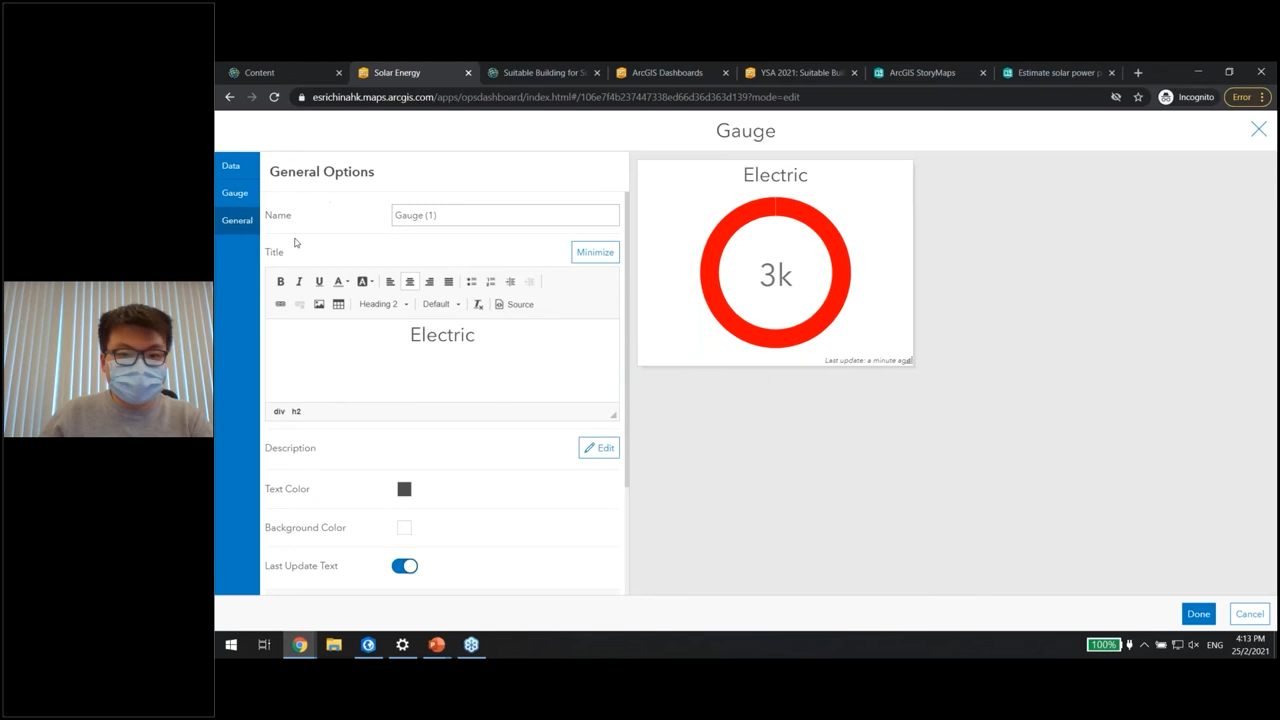 Content
Solar Energy
Suitable Building for S
ArcGIS Dashboards
YSA 2021: Suitable Bui
ArcGIS StoryMaps
Estimate solar power p
esrichinahk.maps.arcgis.com/apps/opsdashboard/index.html#/106e7f4b237447338ed66d36d363d139?mode=edit
Incognito
Error
Gauge
Data
Gauge
General
General Options
Name
Gauge (1)
Title
Minimize
B I U A A
Heading 2
Default
Source
Electric
div h2
Description
Edit
Text Color
Background Color
Last Update Text
Electric
3k
Last update: a minute ago
Done
Cancel
100%
ENG
4:13 PM
25/2/2021